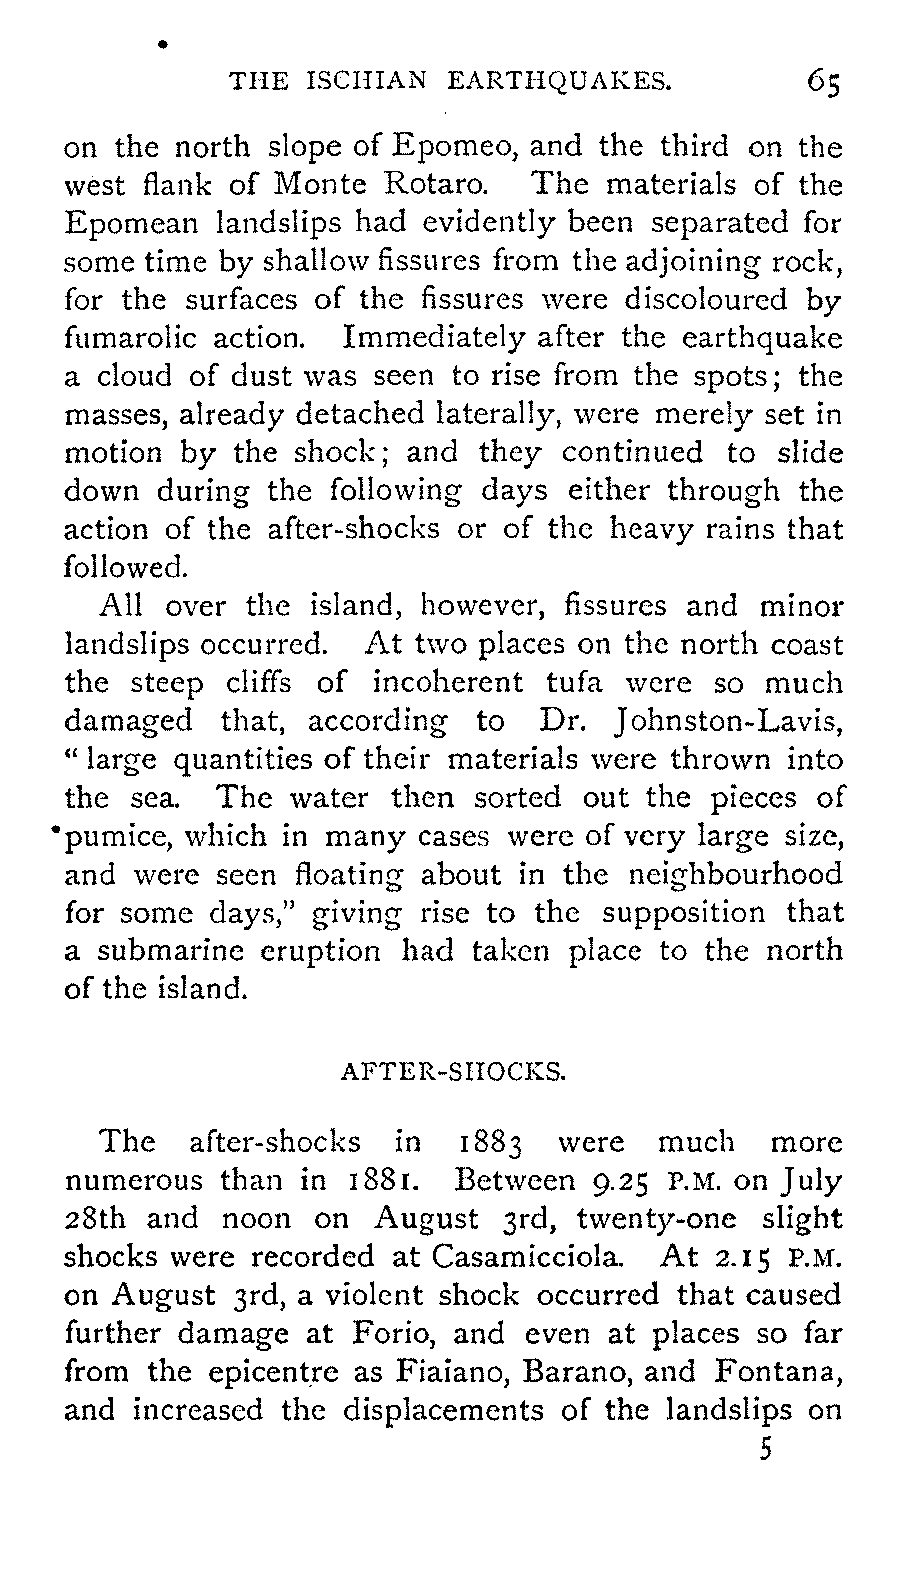 THE ISCHIAN EARTHQUAKES. 65
on the north slope of Epomeo, and the third on the
west flank of Monte Rotaro. The materials of the
Epomean landslips had evidently been separated for
some time by shallow fissures from the adjoining rock,
for the surfaces of the fissures were discoloured by
fumarolic action. Immediately after the earthquake
a cloud of dust was seen to rise from the spots; the
masses, already detached laterally, were merely set in
motion by the shock; and they continued to slide
down during the following days either through the
action of the after-shocks or of the heavy rains that
followed.
All over the island, however, fissures and minor
landslips occurred. At two places on the north coast
the steep cliffs of incoherent tufa were so much
damaged that, according to Dr. Johnston-Lavis,
“large quantities of their materials were thrown into
the sea. The water then sorted out the pieces of
pumice, which in many cases were of very large size,
and were seen floating about in the neighbourhood
for some days,” giving rise to the supposition that
a submarine eruption had taken place to the north
of the island.
AFTER-SHOCKS.
The after-shocks in 1883 were much more
numerous than in 1881. Between 9.25 P.M. on July
28th and noon on August 3rd, twenty-one slight
shocks were recorded at Casamicciola. At 2.15 P.M.
on August 3rd, a violent shock occurred that caused
further damage at Forio, and even at places so far
from the epicentre as Fiaiano, Barano, and Fontana,
and increased the displacements of the landslips on
5